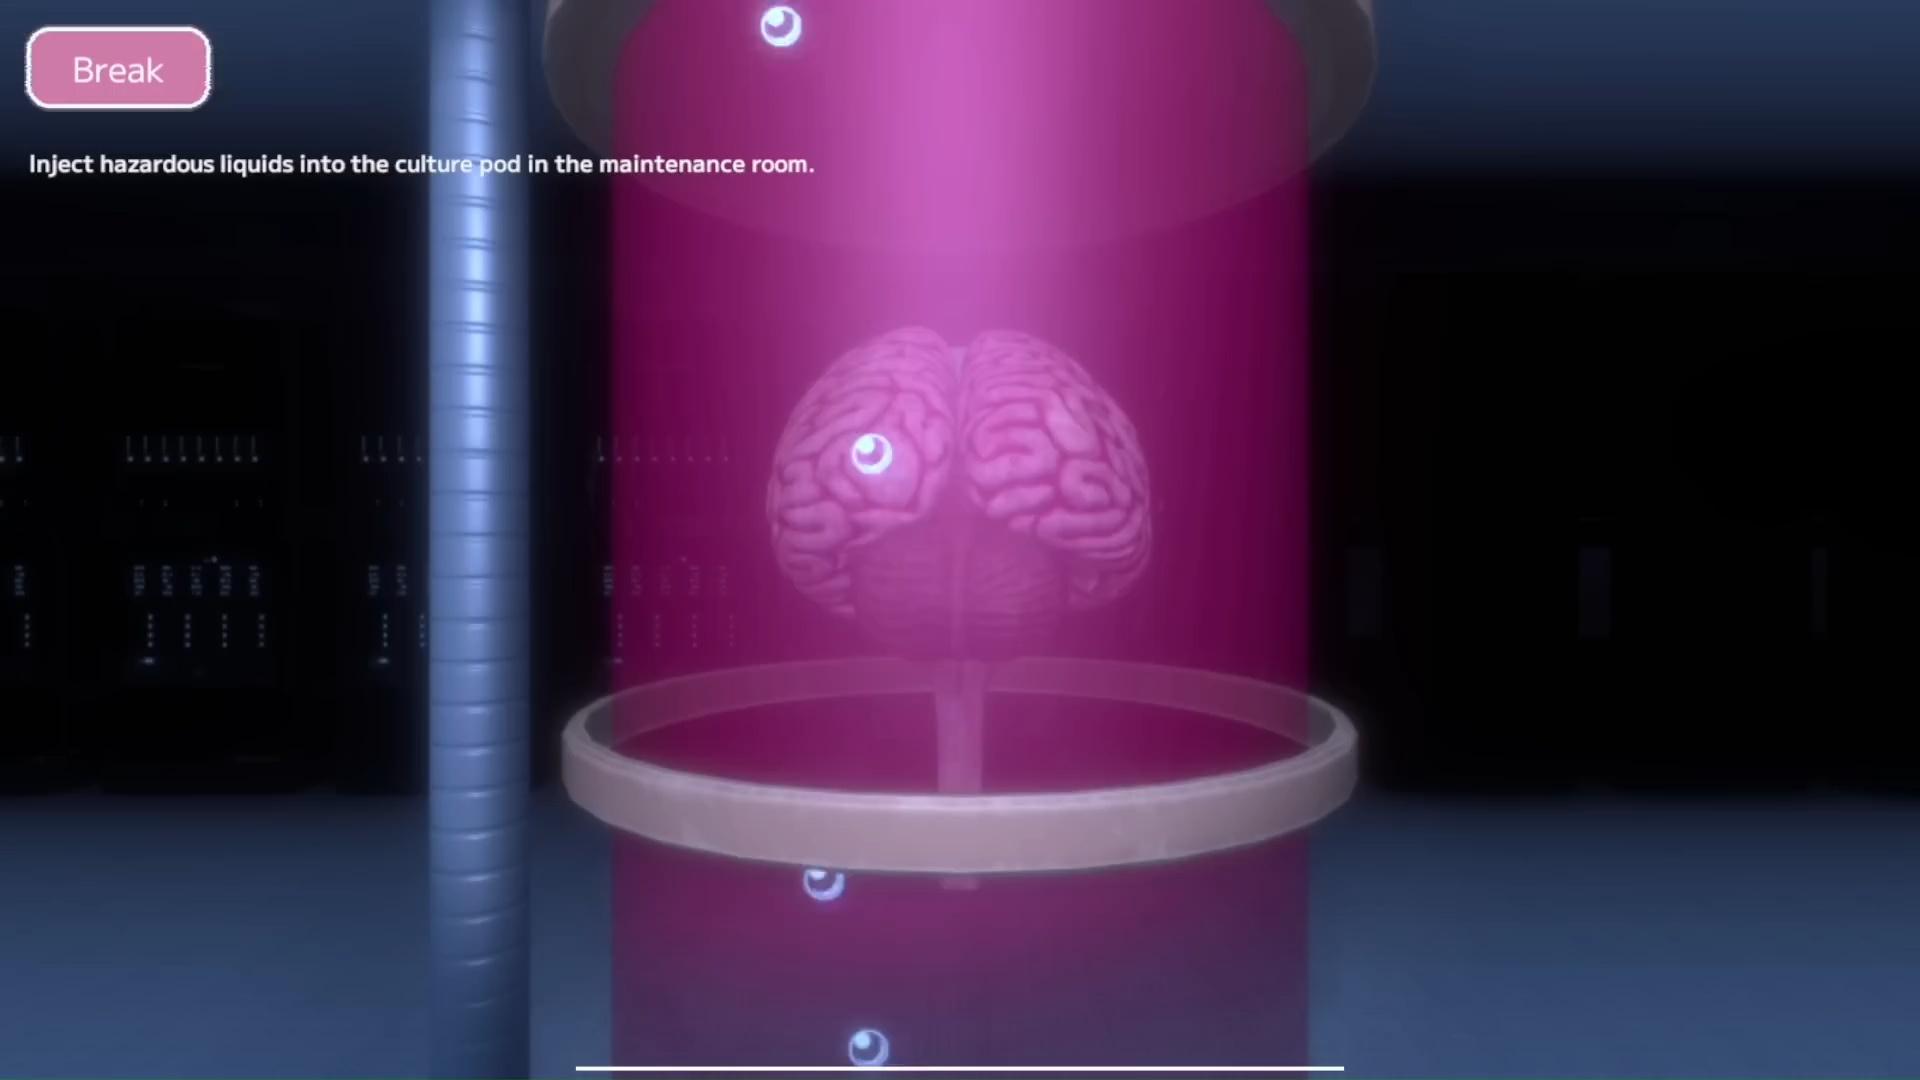 Break
Inject hazardous liquids into the culture pod in the maintenance room.